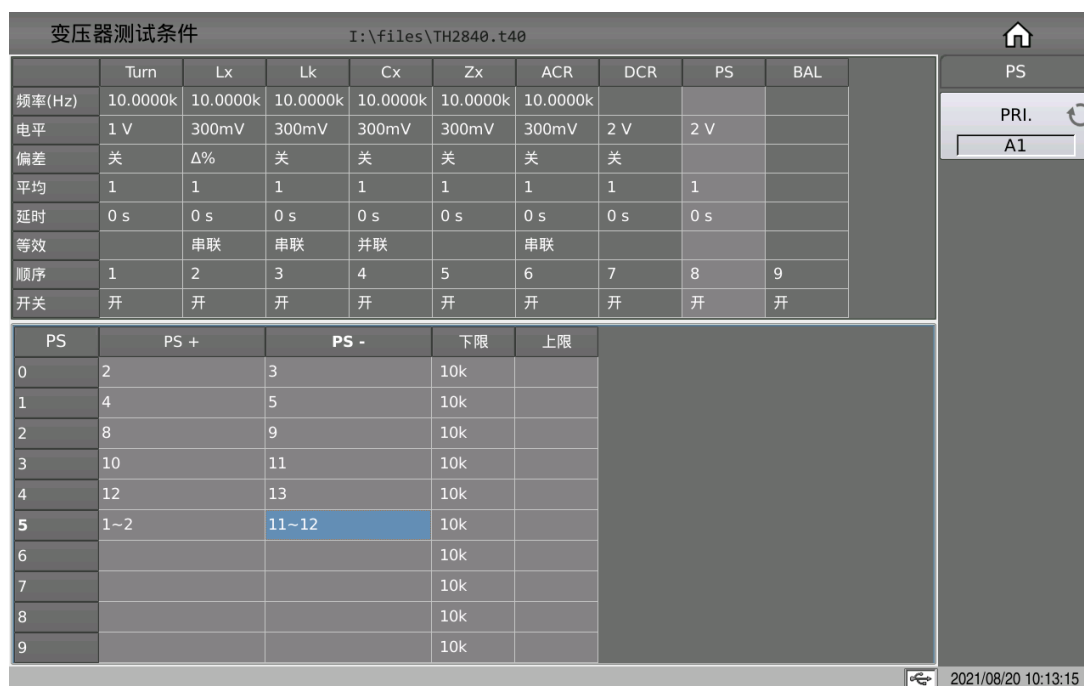 变压器测试条件 I:\files\TH2840.t40
Turn Lx Lk Cx Zx ACR DCR PS BAL
频率(Hz) 10.0000k 10.0000k 10.0000k 10.0000k 10.0000k 10.0000k
电平 1 V 300mV 300mV 300mV 300mV 300mV 2 V 2 V
偏差 关 Δ% 关 关 关 关 关
平均 1 1 1 1 1 1 1 1
延时 0 s 0 s 0 s 0 s 0 s 0 s 0 s 0 s
等效 串联 串联 并联 串联
顺序 1 2 3 4 5 6 7 8 9
开关 开 开 开 开 开 开 开 开 开
PS PS + PS - 下限 上限
0 2 3 10k
1 4 5 10k
2 8 9 10k
3 10 11 10k
4 12 13 10k
5 1~2 11~12 10k
6 10k
7 10k
8 10k
9 10k
PS
PRI.
A1
2021/08/20 10:13:15